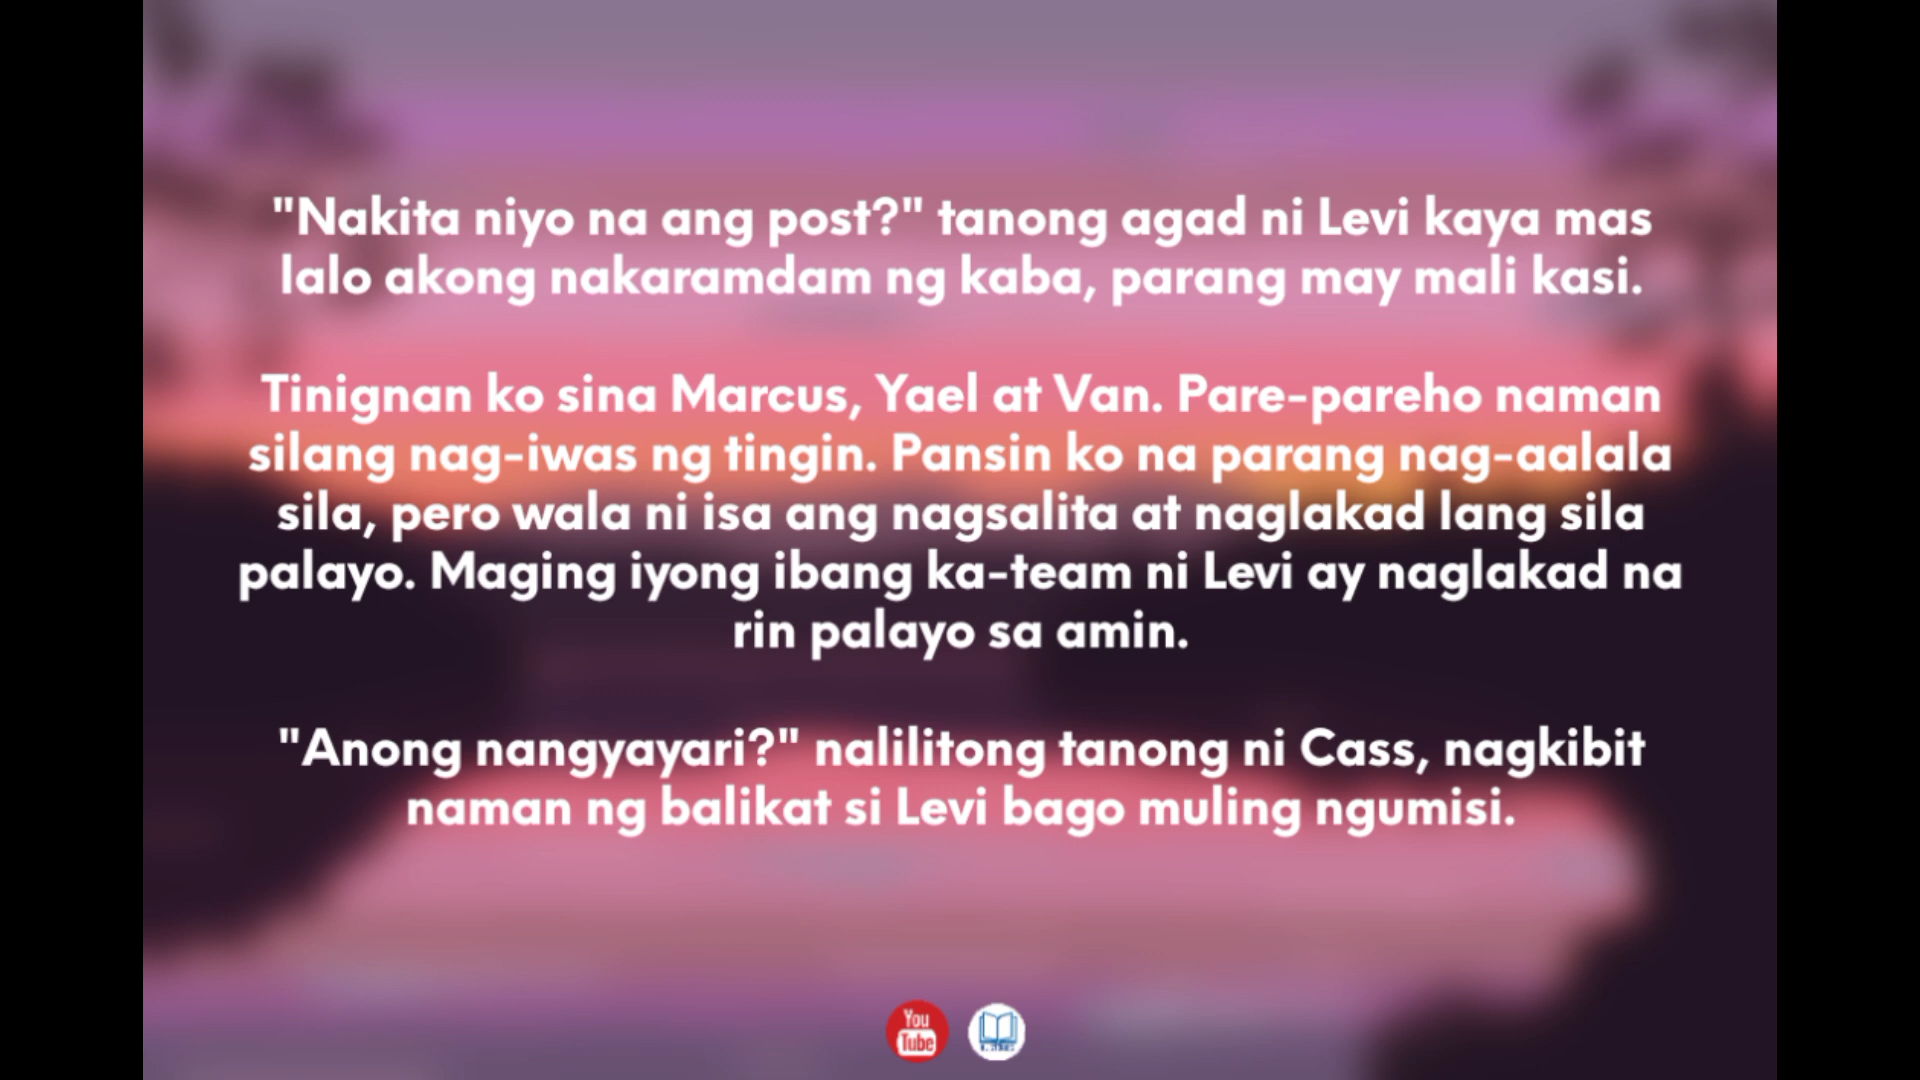 "Nakita niyo na ang post?" tanong agad ni Levi kaya mas
lalo akong nakaramdam ng kaba, parang may mali kasi.
Tinignan ko sina Marcus, Yael at Van. Pare-pareho naman
silang nag-iwas ng tingin. Pansin ko na parang nag-aalala
sila, pero wala ni isa ang nagsalita at naglakad lang sila
palayo. Maging iyong ibang ka-team ni Levi ay naglakad na
rin palayo sa amin.
"Anong nangyayari?" nalilitong tanong ni Cass, nagkibit
naman ng balikat si Levi bago muling ngumisi.
You
Tube